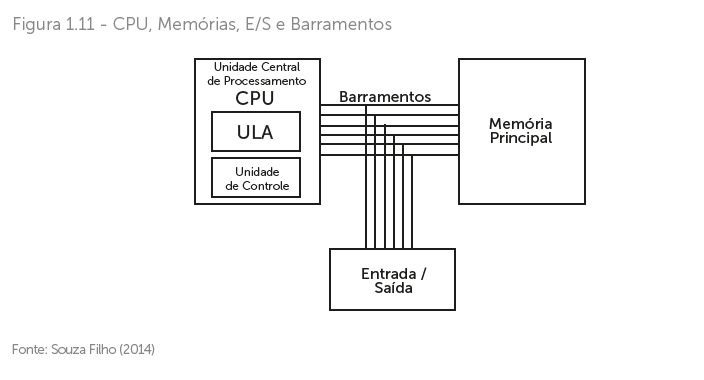 Figura 1.11 - CPU, Memórias, E/S e Barramentos
Unidade Central
de Processamento
CPU
ULA
Unidade
de Controle
Barramentos
Memória
Principal
Entrada /
Saída
Fonte: Souza Filho (2014)